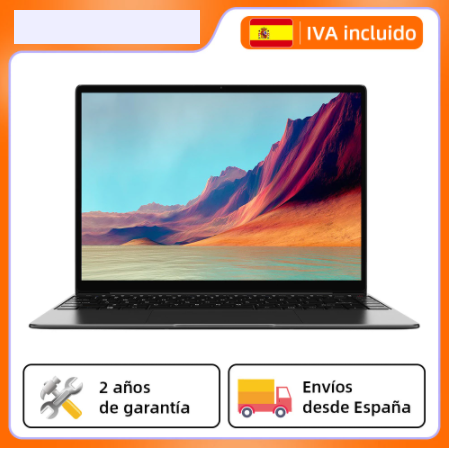 IVA incluido
2 años
de garantía
Envíos
desde España